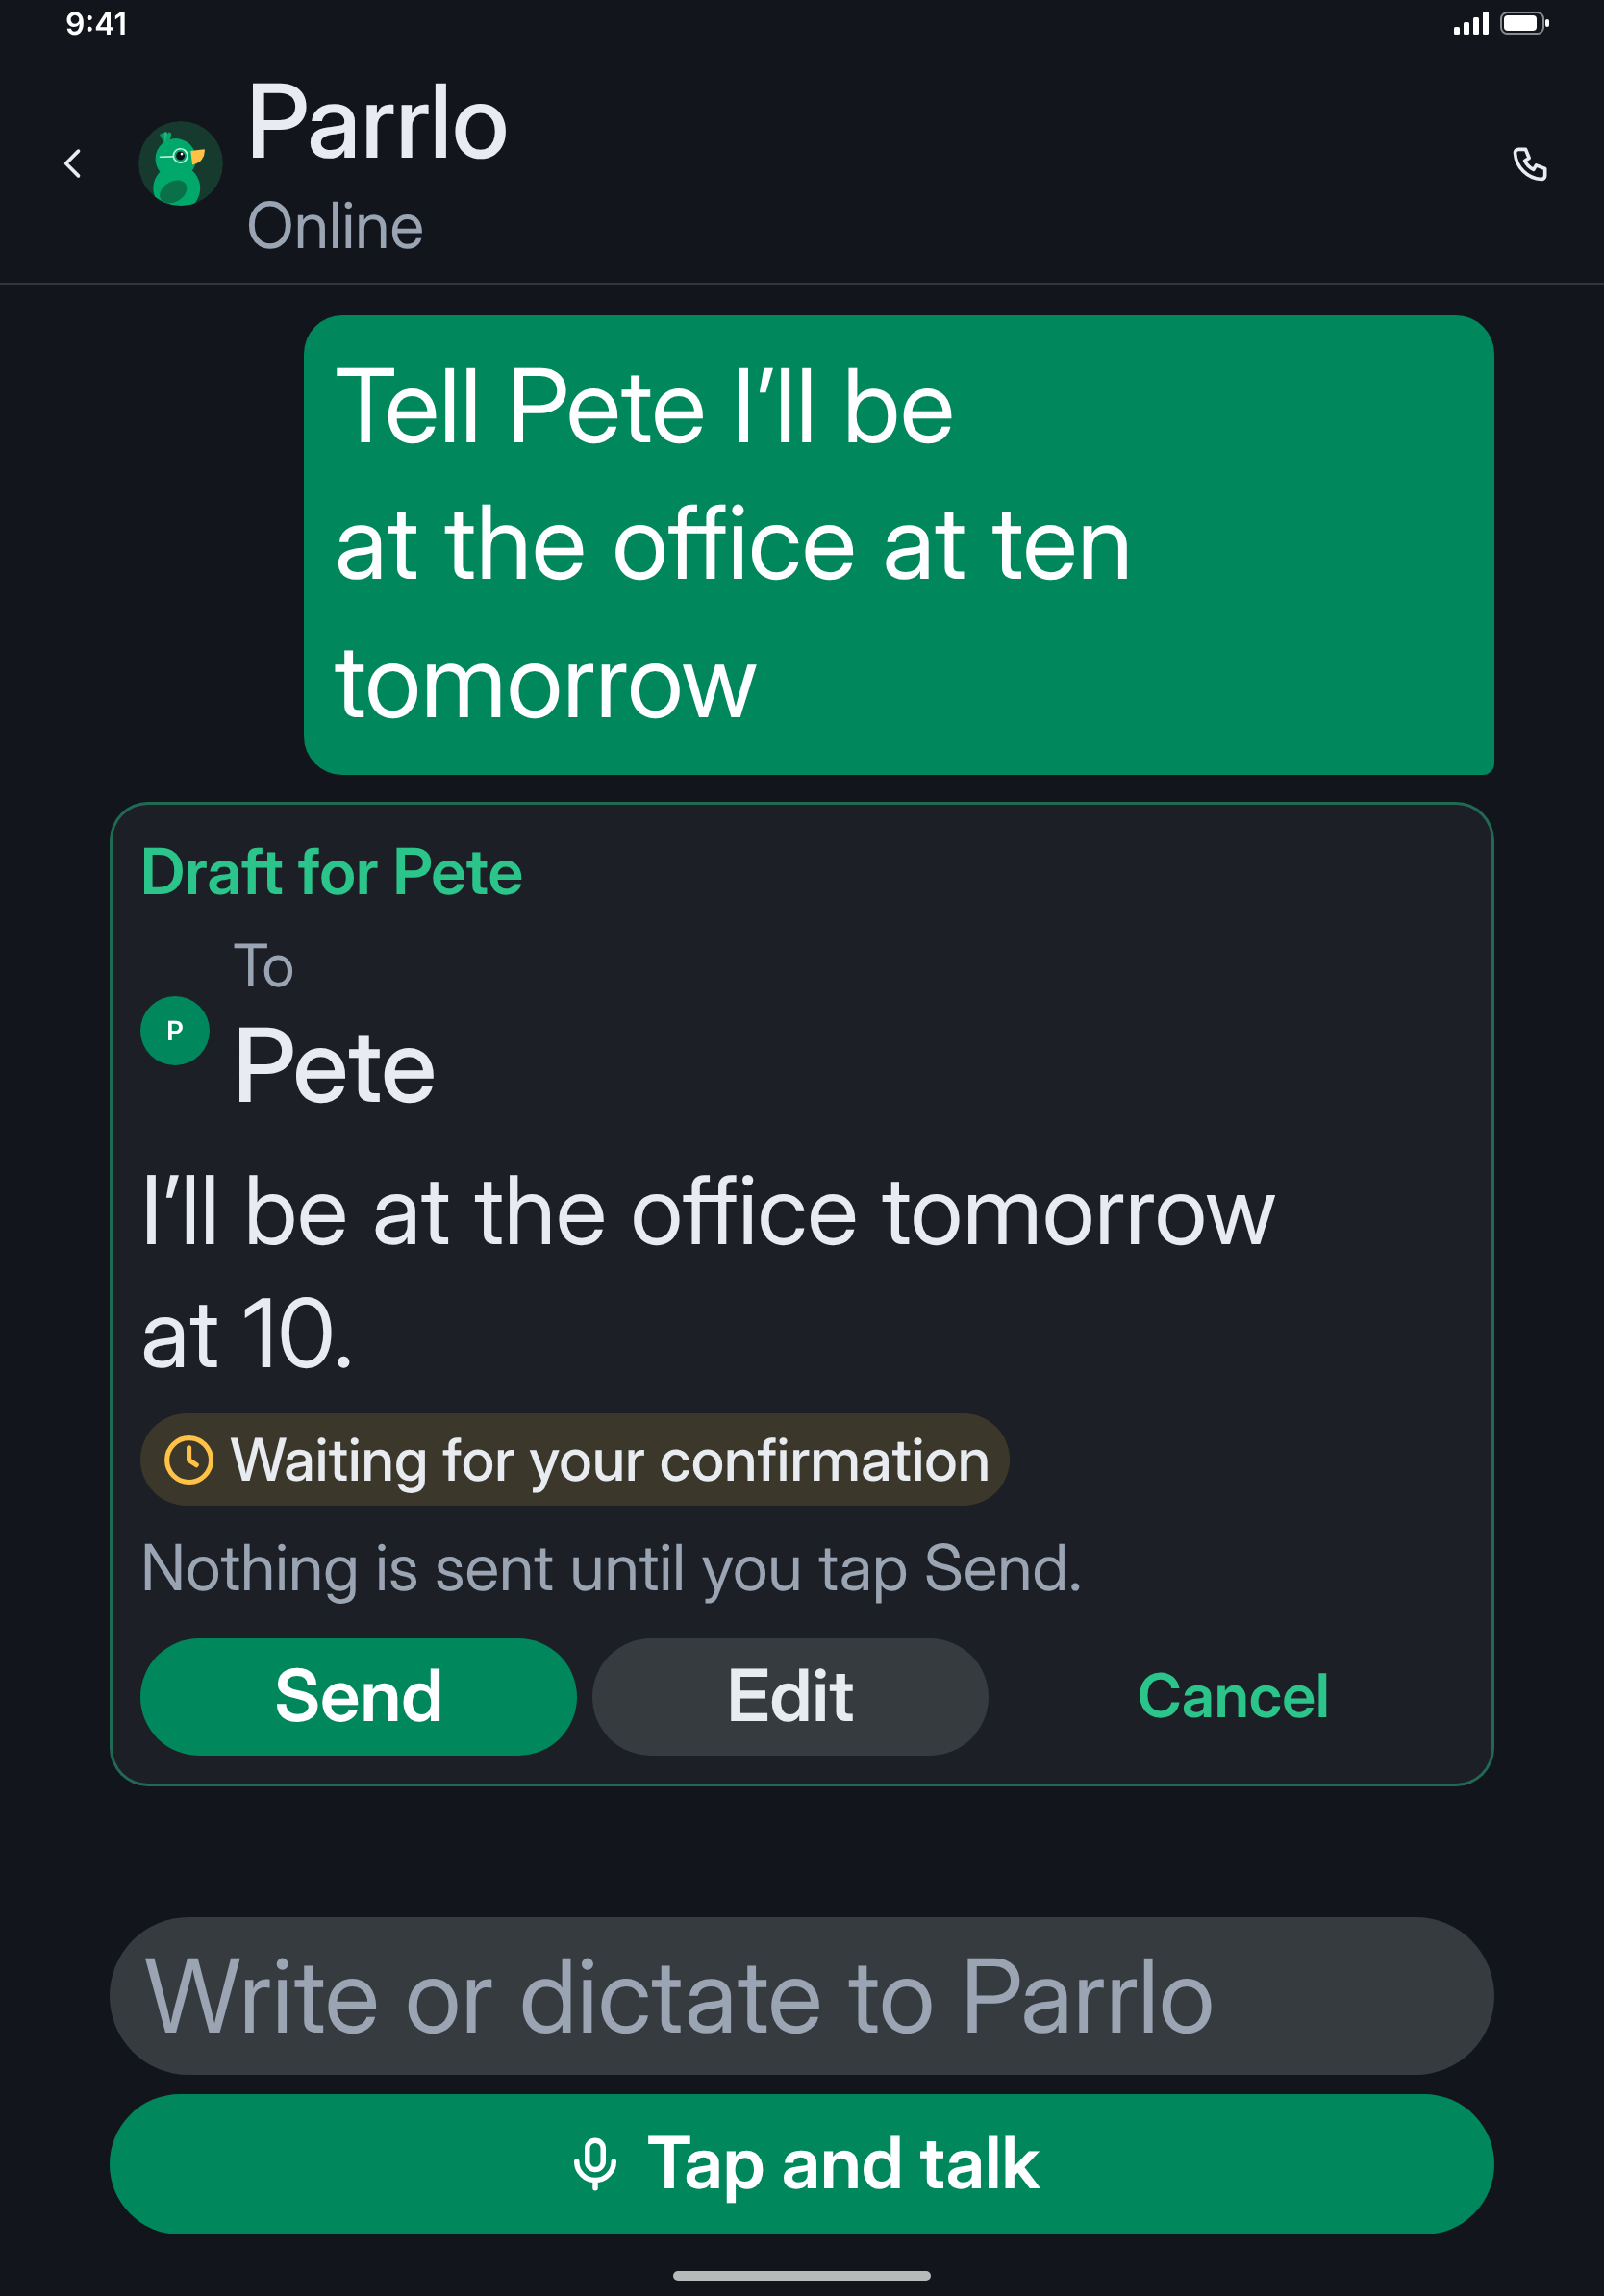 9:41
Parrlo
Online
Tell Pete I’ll be
at the office at ten
tomorrow
Draft for Pete
To
P
Pete
I’ll be at the office tomorrow
at 10.
Waiting for your confirmation
Nothing is sent until you tap Send.
Send
Edit
Cancel
Write or dictate to Parrlo
Tap and talk